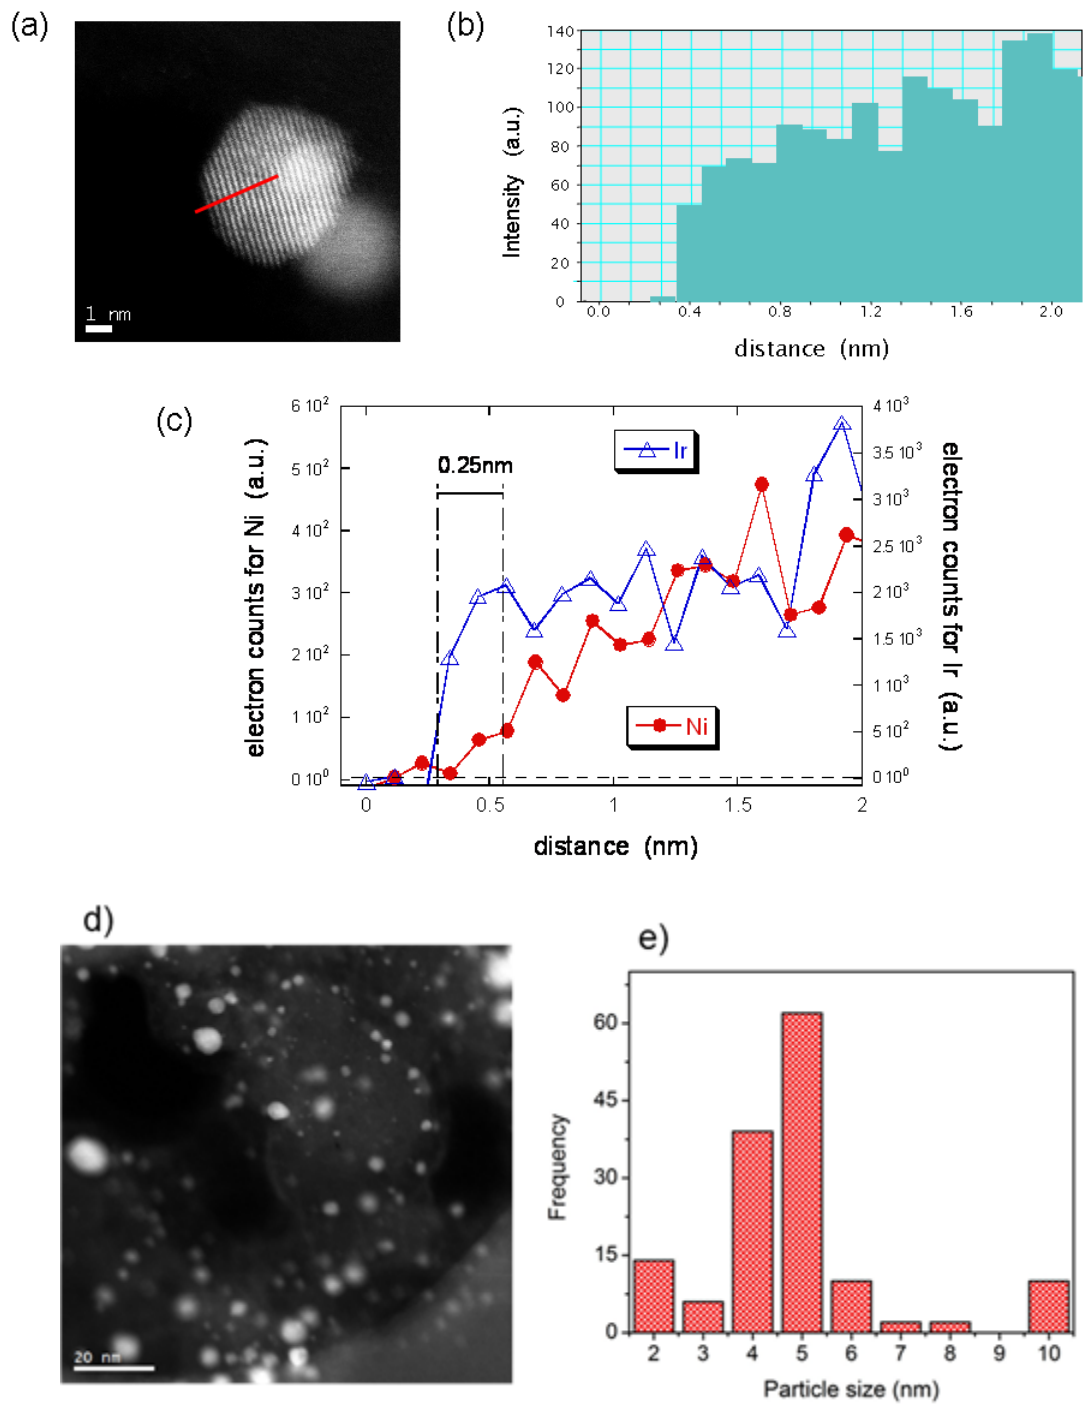 (a)
1 nm
(b)
Intensity (a.u.)
140
120
100
80
60
40
20
0
0.0 0.4 0.8 1.2 1.6 2.0
distance (nm)
(c)
electron counts for Ni (a.u.)
6 10²
5 10²
4 10²
3 10²
2 10²
1 10²
0 10⁰
0.25nm
Ir
Ni
4 10³
3.5 10³
3 10³
2.5 10³
2 10³
1.5 10³
1 10³
5 10²
0 10⁰
electron counts for Ir (a.u.)
0 0.5 1 1.5 2
distance (nm)
d)
20 nm
e)
Frequency
60
45
30
15
0
2 3 4 5 6 7 8 9 10
Particle size (nm)